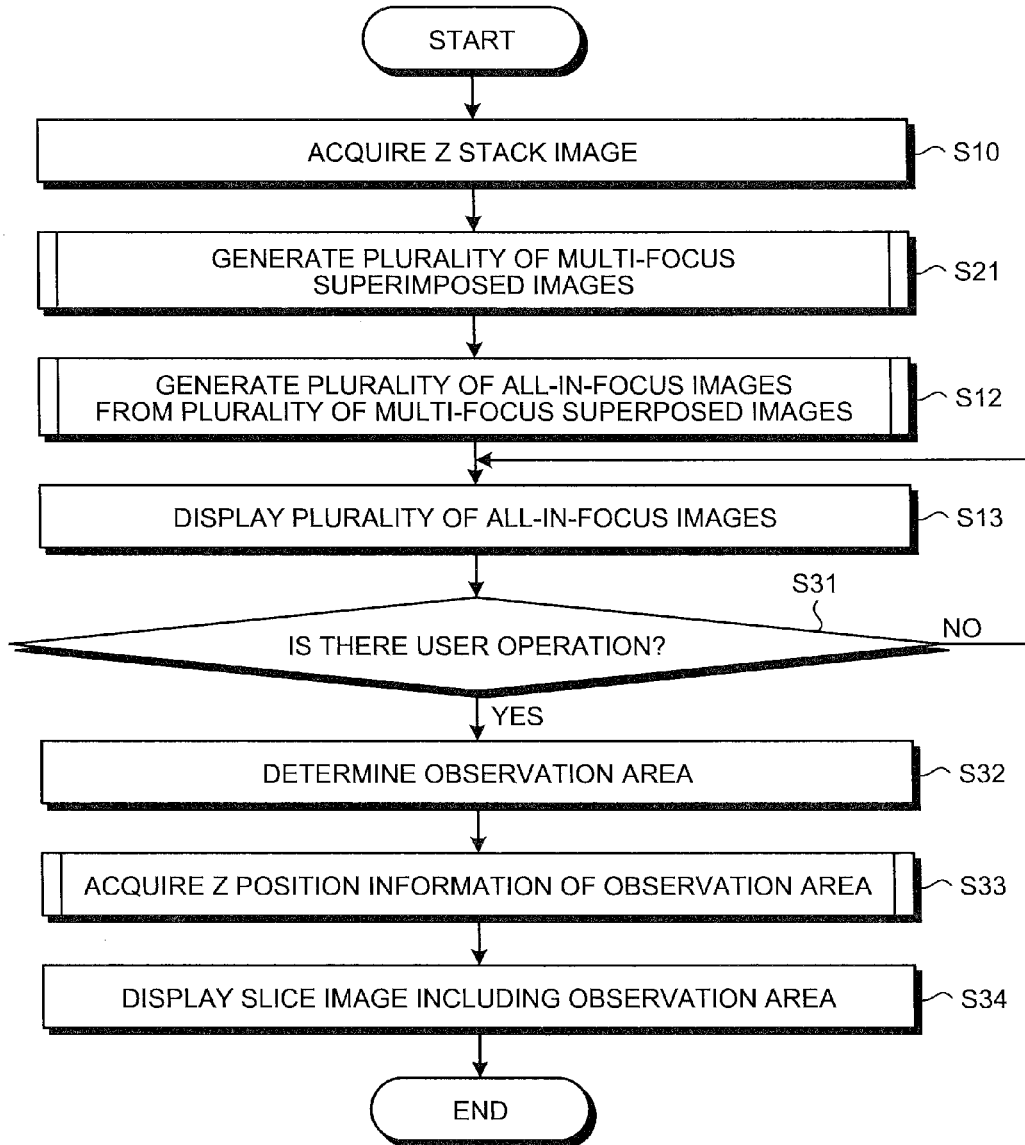 START
ACQUIRE Z STACK IMAGE
S10
GENERATE PLURALITY OF MULTI-FOCUS
SUPERIMPOSED IMAGES
S21
GENERATE PLURALITY OF ALL-IN-FOCUS IMAGES
FROM PLURALITY OF MULTI-FOCUS SUPERPOSED IMAGES
S12
DISPLAY PLURALITY OF ALL-IN-FOCUS IMAGES
S13
S31
IS THERE USER OPERATION?
NO
YES
DETERMINE OBSERVATION AREA
S32
ACQUIRE Z POSITION INFORMATION OF OBSERVATION AREA
S33
DISPLAY SLICE IMAGE INCLUDING OBSERVATION AREA
S34
END